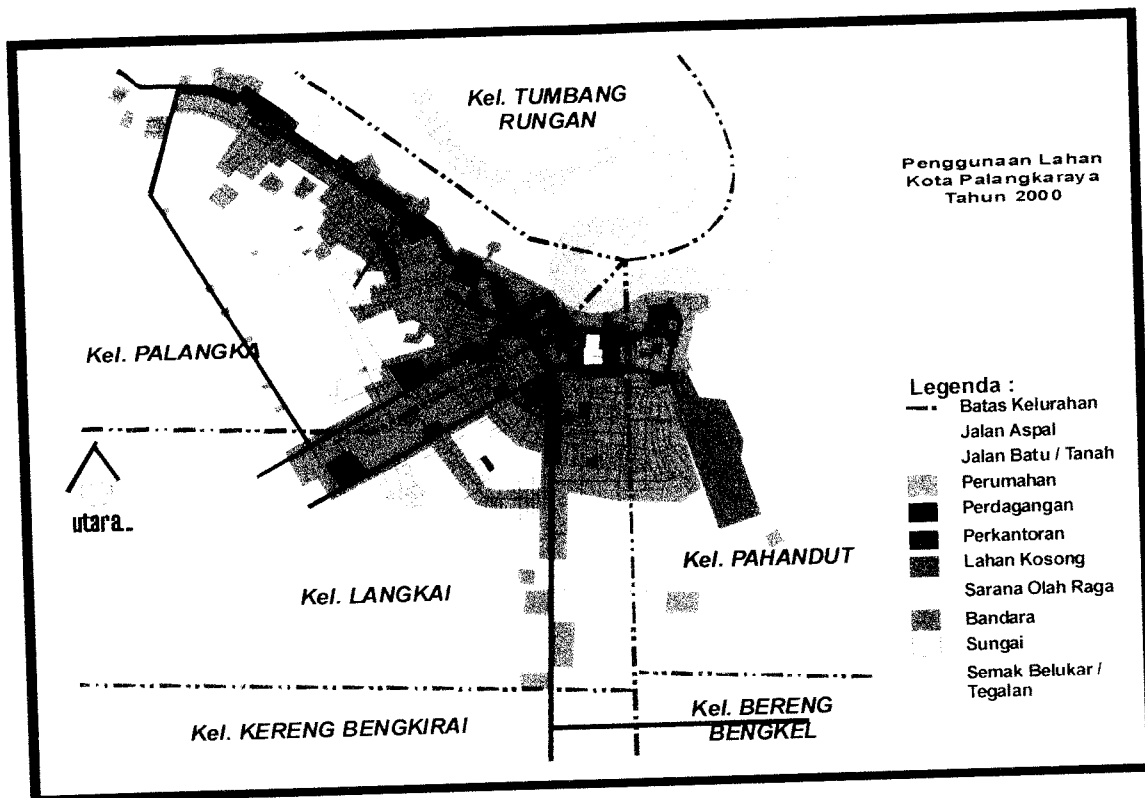 Kel. TUMBANG
RUNGAN
Penggunaan Lahan
Kota Palangkaraya
Tahun 2000
Kel. PALANGKA
Legenda :
Batas Kelurahan
Jalan Aspal
Jalan Batu / Tanah
Perumahan
Perdagangan
Perkantoran
Lahan Kosong
Sarana Olah Raga
Bandara
Sungai
Semak Belukar /
Tegalan
utara..
Kel. PAHANDUT
Kel. LANGKAI
Kel. KERENG BENGKIRAI
Kel. BERENG
BENGKEL